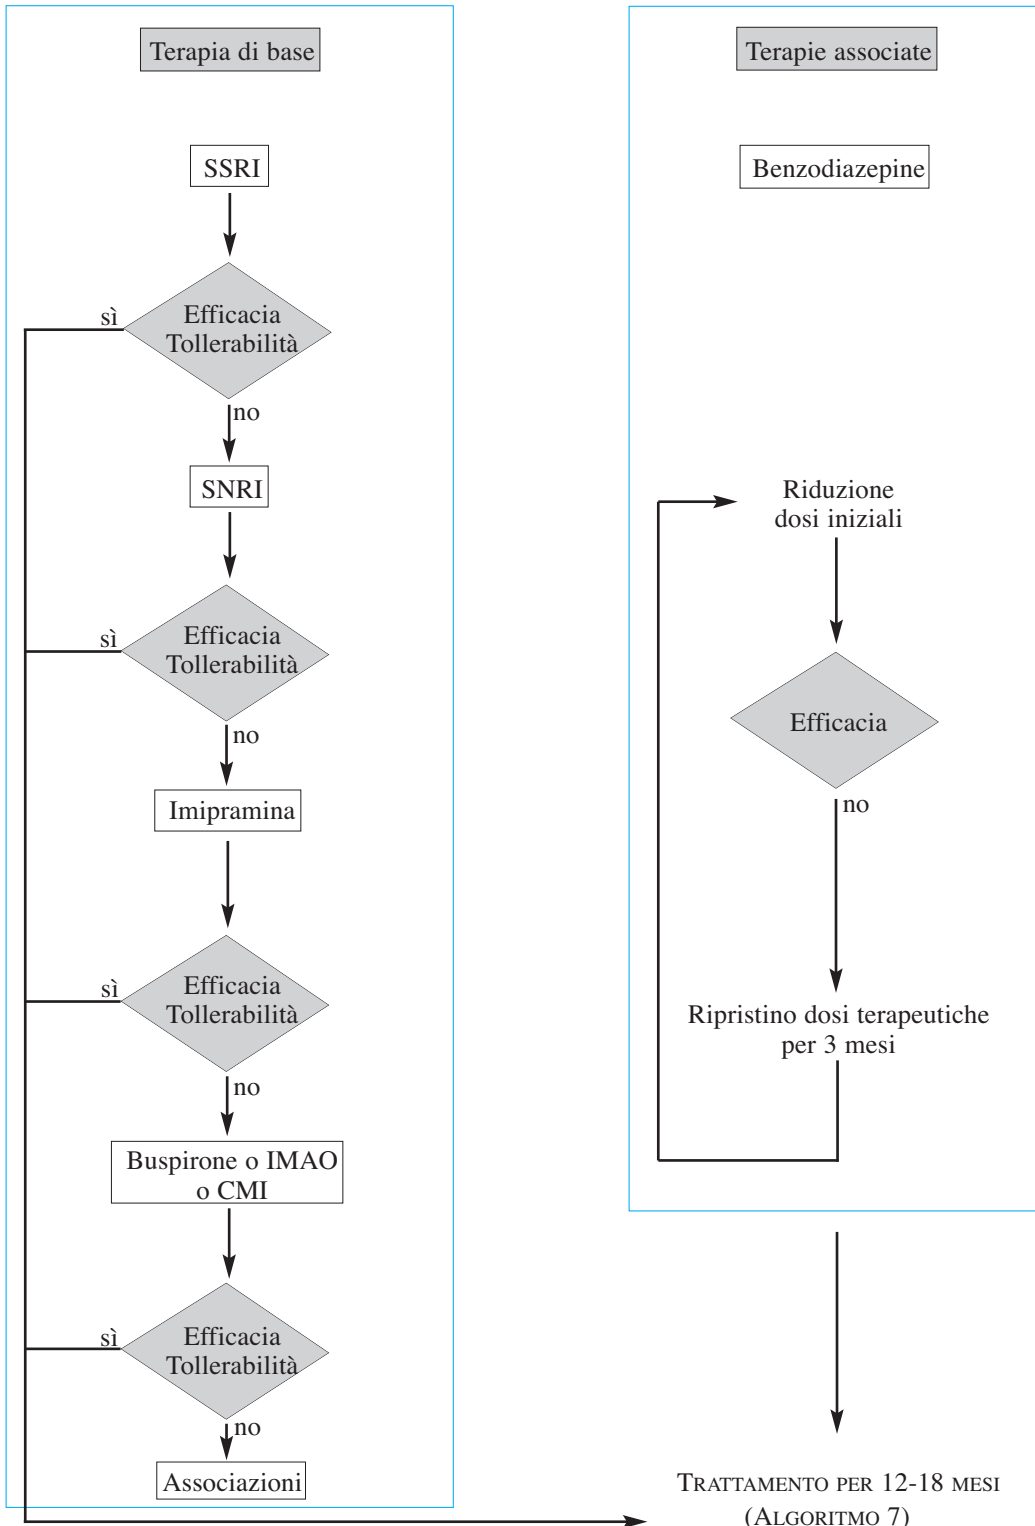 Terapia di base
SSRI
sì
Efficacia
Tollerabilità
no
SNRI
sì
Efficacia
Tollerabilità
no
Imipramina
sì
Efficacia
Tollerabilità
no
Buspirone o IMAO
o CMI
sì
Efficacia
Tollerabilità
no
Associazioni
Terapie associate
Benzodiazepine
Riduzione
dosi iniziali
Efficacia
no
Ripristino dosi terapeutiche
per 3 mesi
TRATTAMENTO PER 12-18 MESI
(ALGORITMO 7)